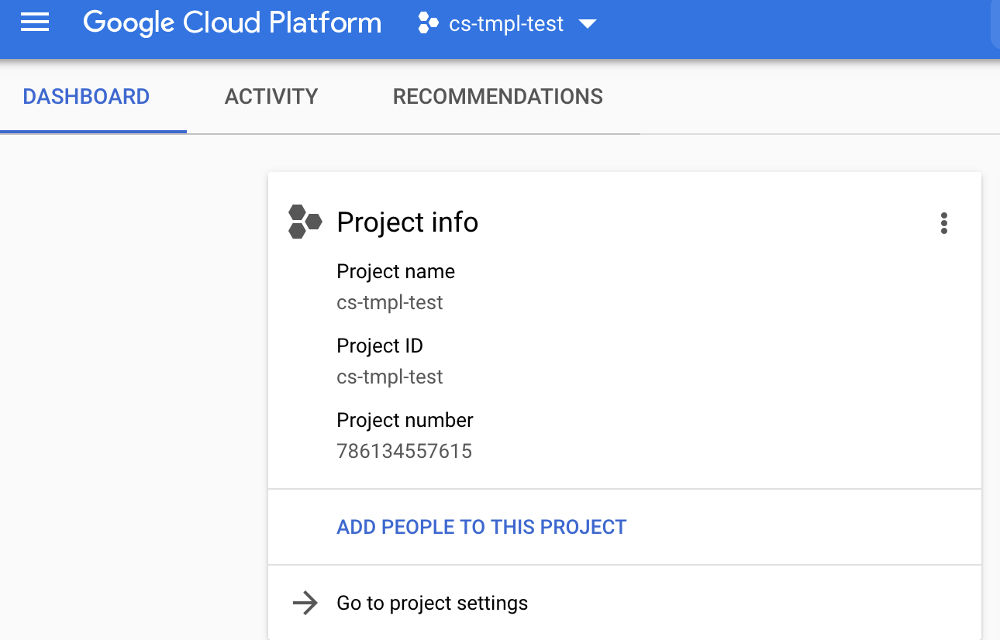 Google Cloud Platform cs-tmpl-test
DASHBOARD ACTIVITY RECOMMENDATIONS
Project info
Project name
cs-tmpl-test
Project ID
cs-tmpl-test
Project number
786134557615
ADD PEOPLE TO THIS PROJECT
Go to project settings